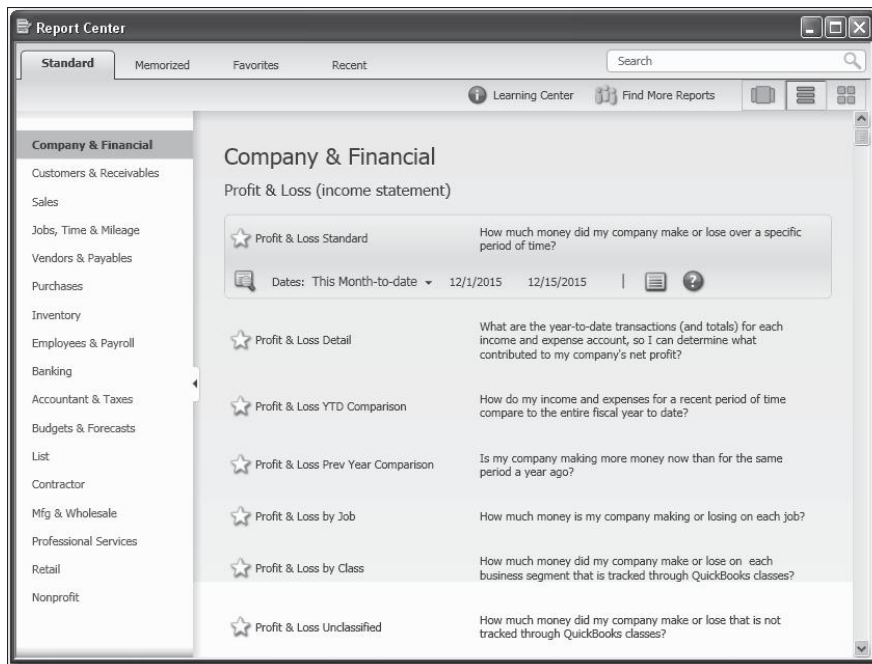 Report Center
Standard
Memorized
Favorites
Recent
Search
Learning Center
Find More Reports
Company & Financial
Customers & Receivables
Sales
Jobs, Time & Mileage
Vendors & Payables
Purchases
Inventory
Employees & Payroll
Banking
Accountant & Taxes
Budgets & Forecasts
List
Contractor
Mfg & Wholesale
Professional Services
Retail
Nonprofit
Company & Financial
Profit & Loss (income statement)
Profit & Loss Standard
How much money did my company make or lose over a specific
period of time?
Dates: This Month-to-date 12/1/2015 12/15/2015
Profit & Loss Detail
What are the year-to-date transactions (and totals) for each
income and expense account, so I can determine what
contributed to my company's net profit?
Profit & Loss YTD Comparison
How do my income and expenses for a recent period of time
compare to the entire fiscal year to date?
Profit & Loss Prev Year Comparison
Is my company making more money now than for the same
period a year ago?
Profit & Loss by Job
How much money is my company making or losing on each job?
Profit & Loss by Class
How much money did my company make or lose on each
business segment that is tracked through QuickBooks classes?
Profit & Loss Unclassified
How much money did my company make or lose that is not
tracked through QuickBooks classes?